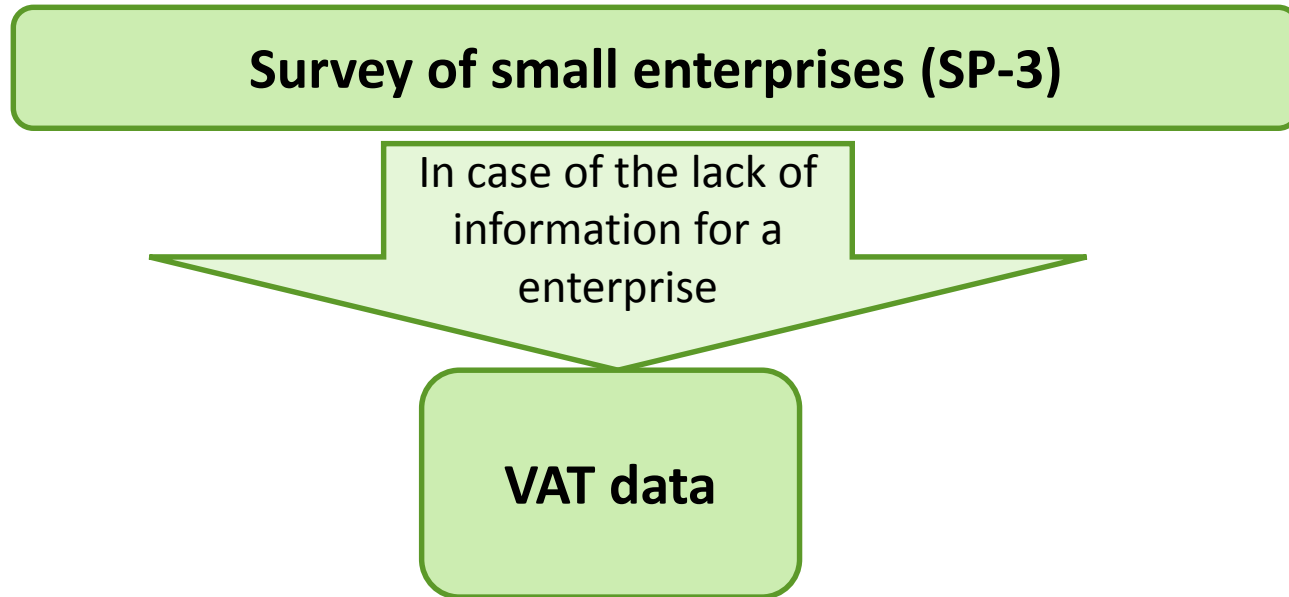 Survey of small enterprises (SP-3)
In case of the lack of
information for a
enterprise
VAT data